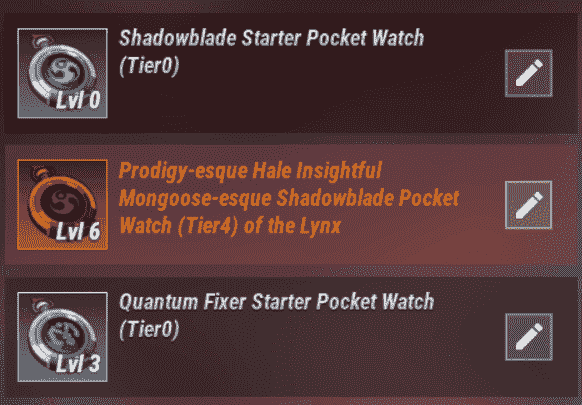 Shadowblade Starter Pocket Watch
(Tier0)
Lvl 0
Prodigy-esque Hale Insightful
Mongoose-esque Shadowblade Pocket
Watch (Tier4) of the Lynx
Lvl 6
Quantum Fixer Starter Pocket Watch
(Tier0)
Lvl 3